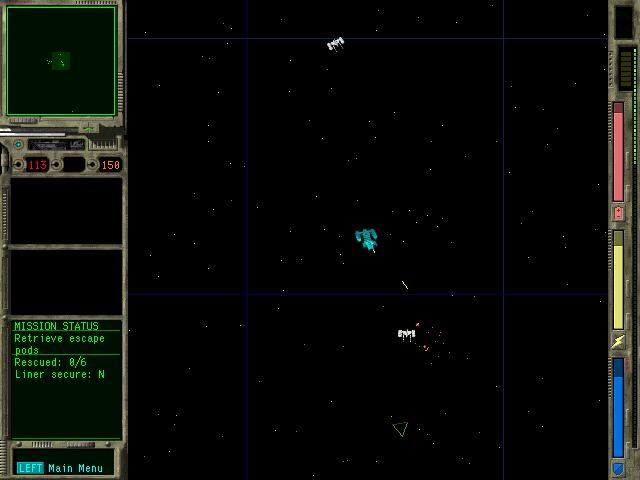 113
150
MISSION STATUS
Retrieve escape
pods
Rescued: 0/6
Liner secure: N
LEFT Main Menu